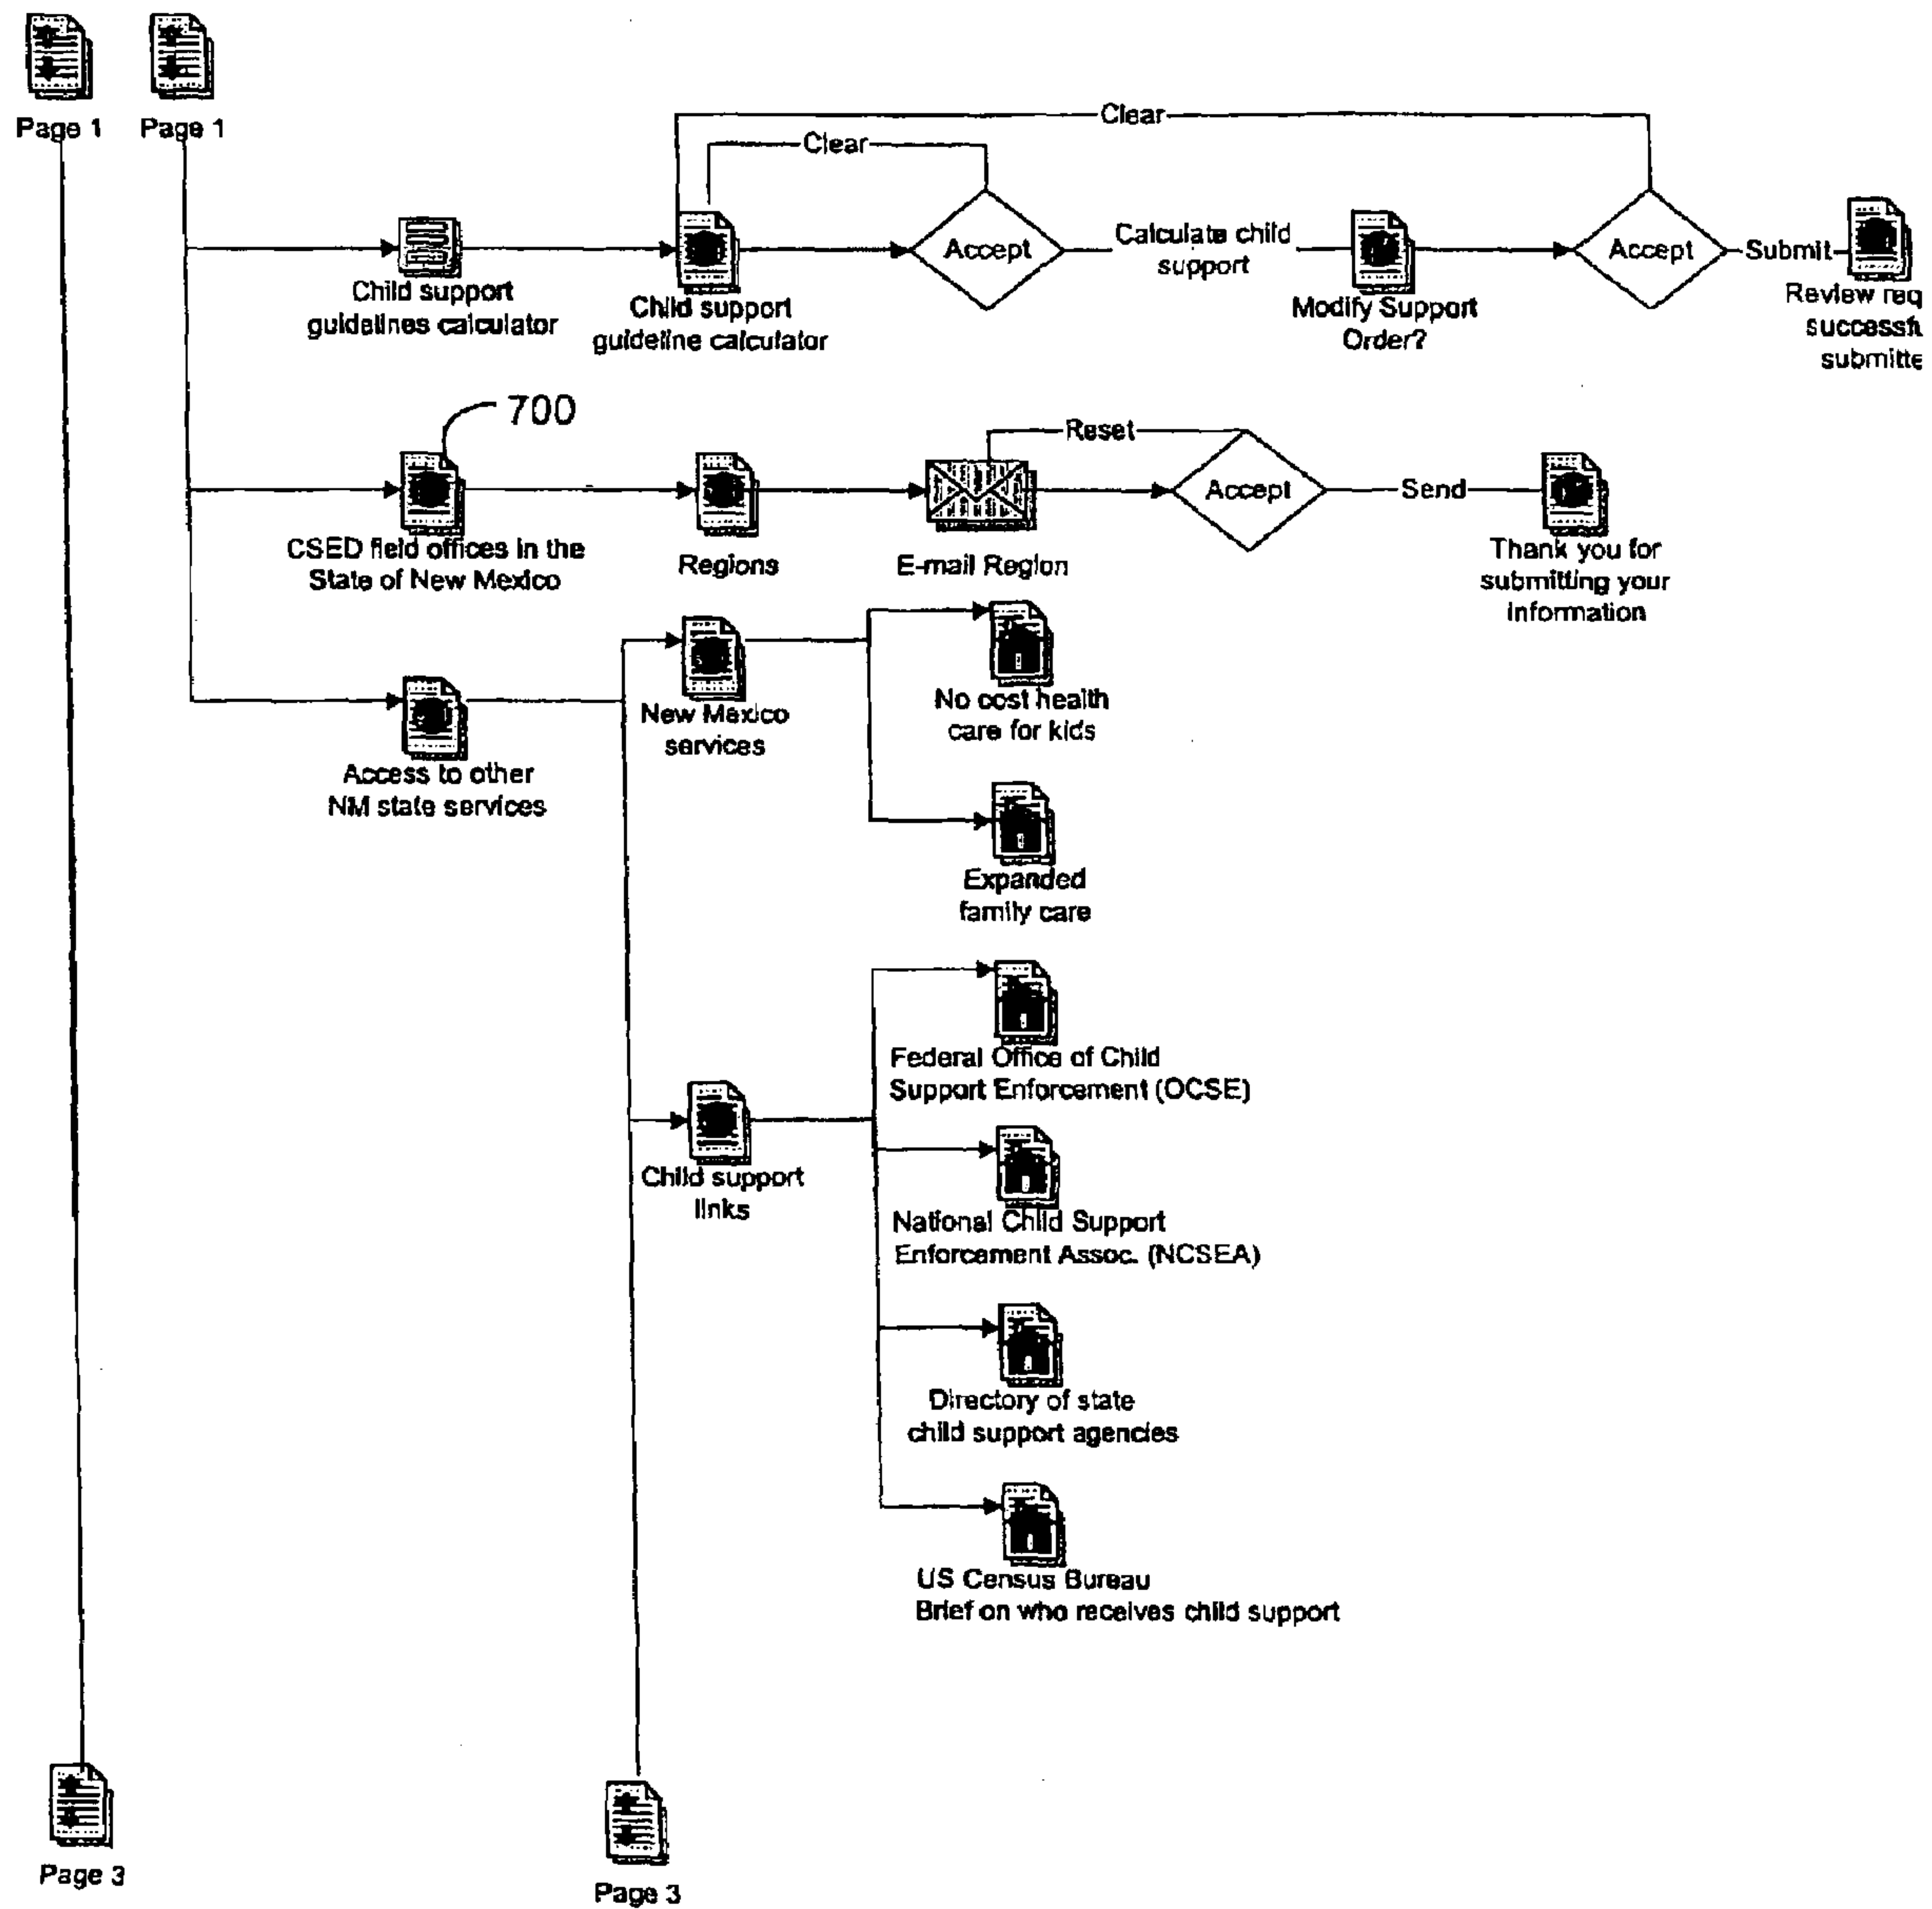 Page 1
Page 1
Clear
Clear
Accept
Calculate child
support
Accept
Submit
Child support
guidelines calculator
Child support
guideline calculator
Modify Support
Order?
Review req
successfu
submitte
700
Reset
Accept
Send
CSED field offices in the
State of New Mexico
Regions
E-mail Region
Thank you for
submitting your
information
New Mexico
services
No cost health
care for kids
Access to other
NM state services
Expanded
family care
Federal Office of Child
Support Enforcement (OCSE)
Child support
links
National Child Support
Enforcement Assoc. (NCSEA)
Directory of state
child support agencies
US Census Bureau
Brief on who receives child support
Page 3
Page 3